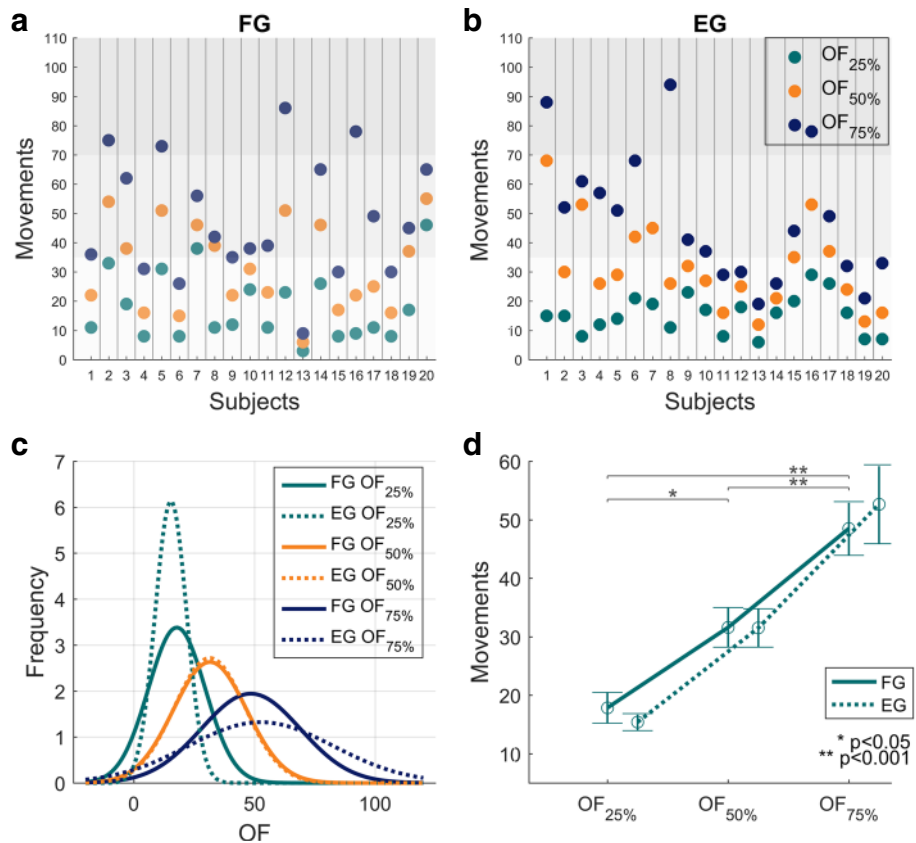 a
FG
110
100
90
80
70
60
50
40
30
20
10
0
Movements
1 2 3 4 5 6 7 8 9 10 11 12 13 14 15 16 17 18 19 20
Subjects
b
EG
110
100
90
80
70
60
50
40
30
20
10
0
Movements
OF25%
OF50%
OF75%
1 2 3 4 5 6 7 8 9 10 11 12 13 14 15 16 17 18 19 20
Subjects
c
7
6
5
4
3
2
1
0
Frequency
FG OF25%
EG OF25%
FG OF50%
EG OF50%
FG OF75%
EG OF75%
0 50 100
OF
d
60
50
40
30
20
10
Movements
**
* **
FG
EG
* p<0.05
** p<0.001
OF25% OF50% OF75%